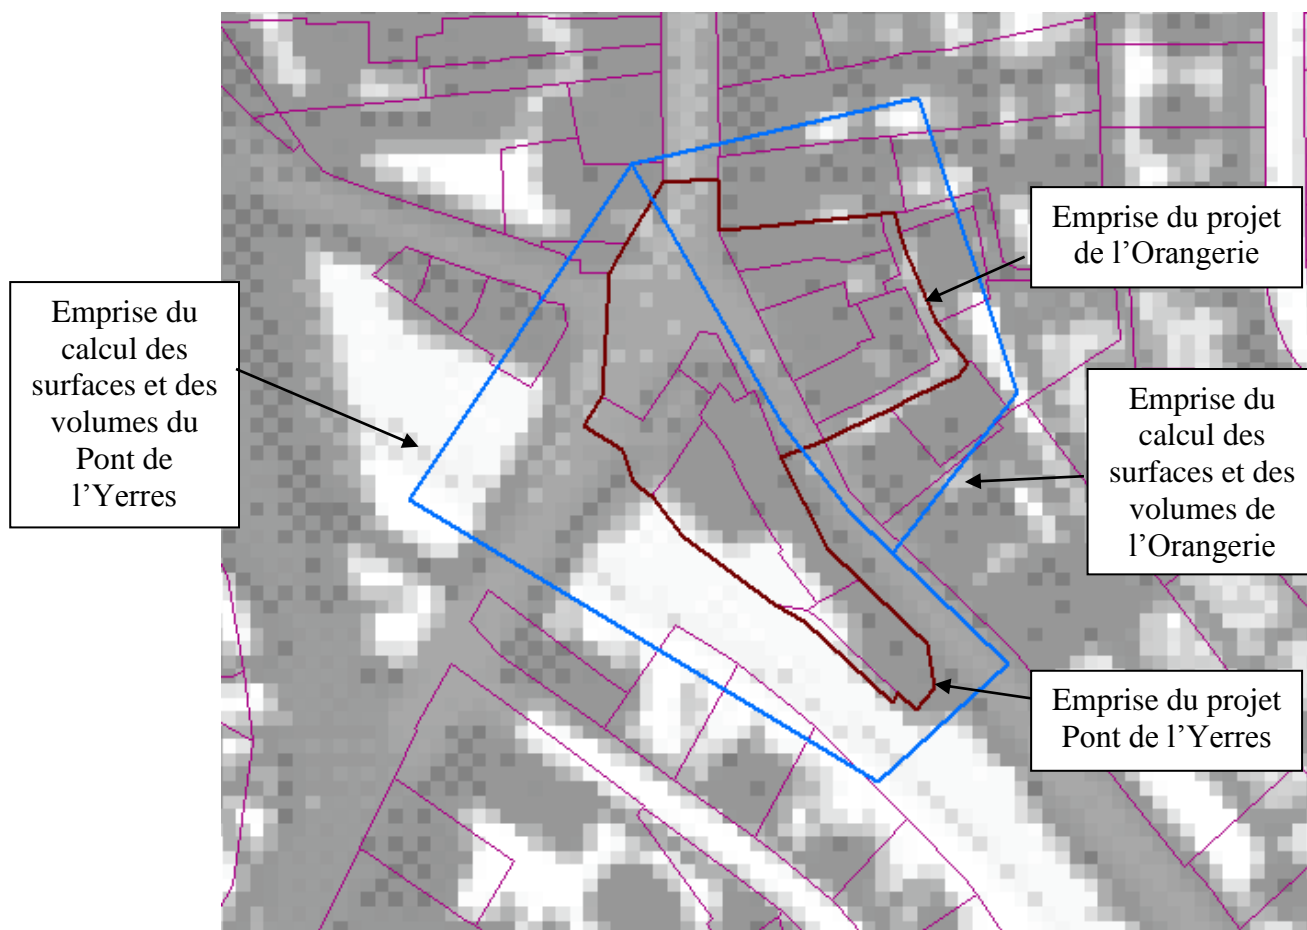 Emprise du projet
de l’Orangerie
Emprise du
calcul des
surfaces et des
volumes du
Pont de
l’Yerres
Emprise du
calcul des
surfaces et des
volumes de
l’Orangerie
Emprise du projet
Pont de l’Yerres